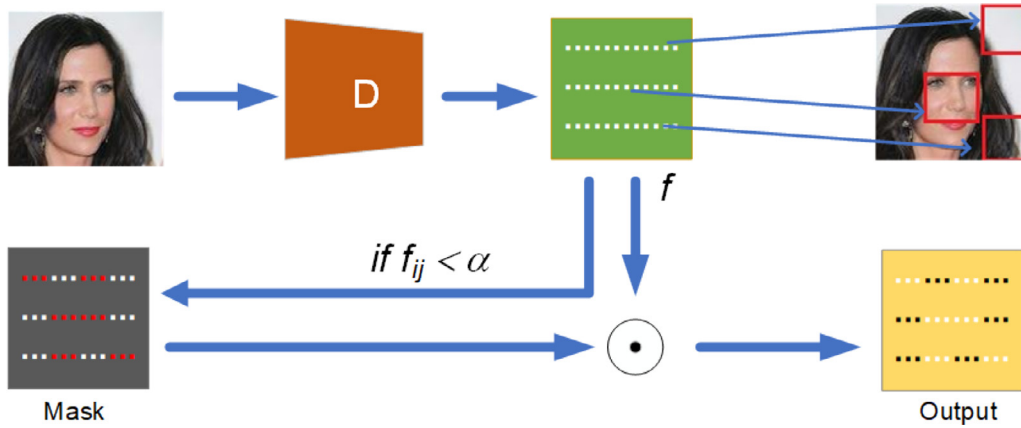 D
f
if f_ij < α
Mask
Output